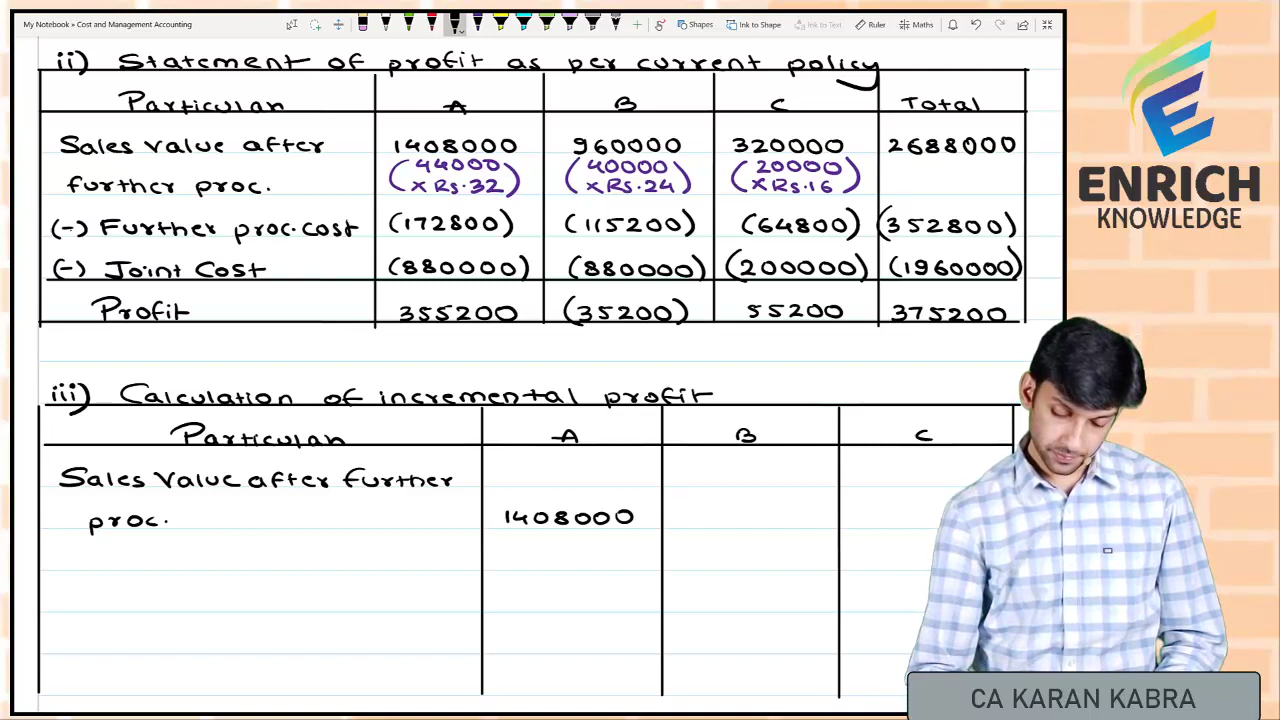 My Notebook » Cost and Management Accounting
Shapes Ink to Shape Ink to Text Ruler Maths
ii) Statement of profit as per current policy
Particulars A B C Total
Sales value after 1408000 960000 320000 2688000
further proc. (44000 × Rs.32) (40000 × Rs.24) (20000 × Rs.16)
(-) Further proc. cost (172800) (115200) (64800) (352800)
(-) Joint Cost (880000) (880000) (200000) (1960000)
Profit 355200 (35200) 55200 375200
iii) Calculation of incremental profit
Particulars A B C
Sales Value after further
proc. 1408000
ENRICH
KNOWLEDGE
CA KARAN KABRA